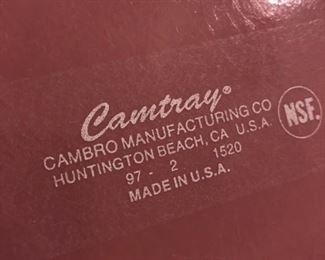 Camtray®
CAMBRO MANUFACTURING CO
HUNTINGTON BEACH, CA U.S.A.
97 - 2 1520
MADE IN U.S.A.
NSF.